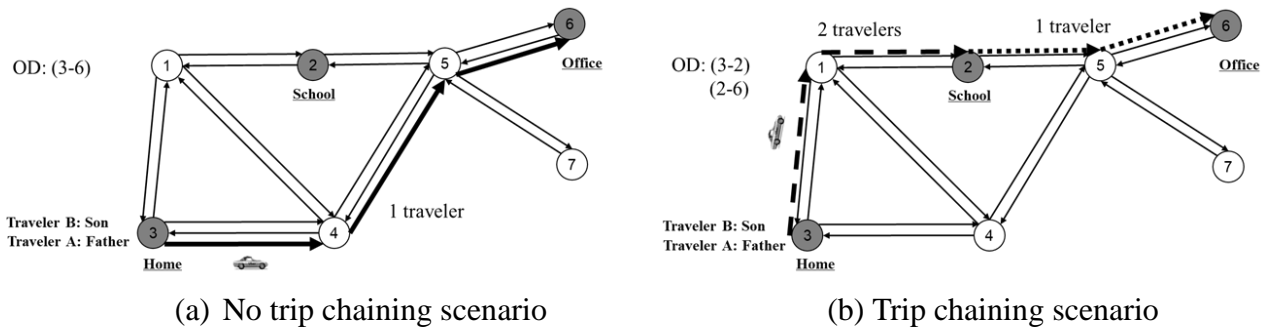 OD: (3-6)
1
2
School
5
6
Office
7
1 traveler
Traveler B: Son
Traveler A: Father
3
Home
4
(a) No trip chaining scenario
2 travelers
1 traveler
OD: (3-2)
(2-6)
1
2
School
5
6
Office
7
Traveler B: Son
Traveler A: Father
3
Home
4
(b) Trip chaining scenario